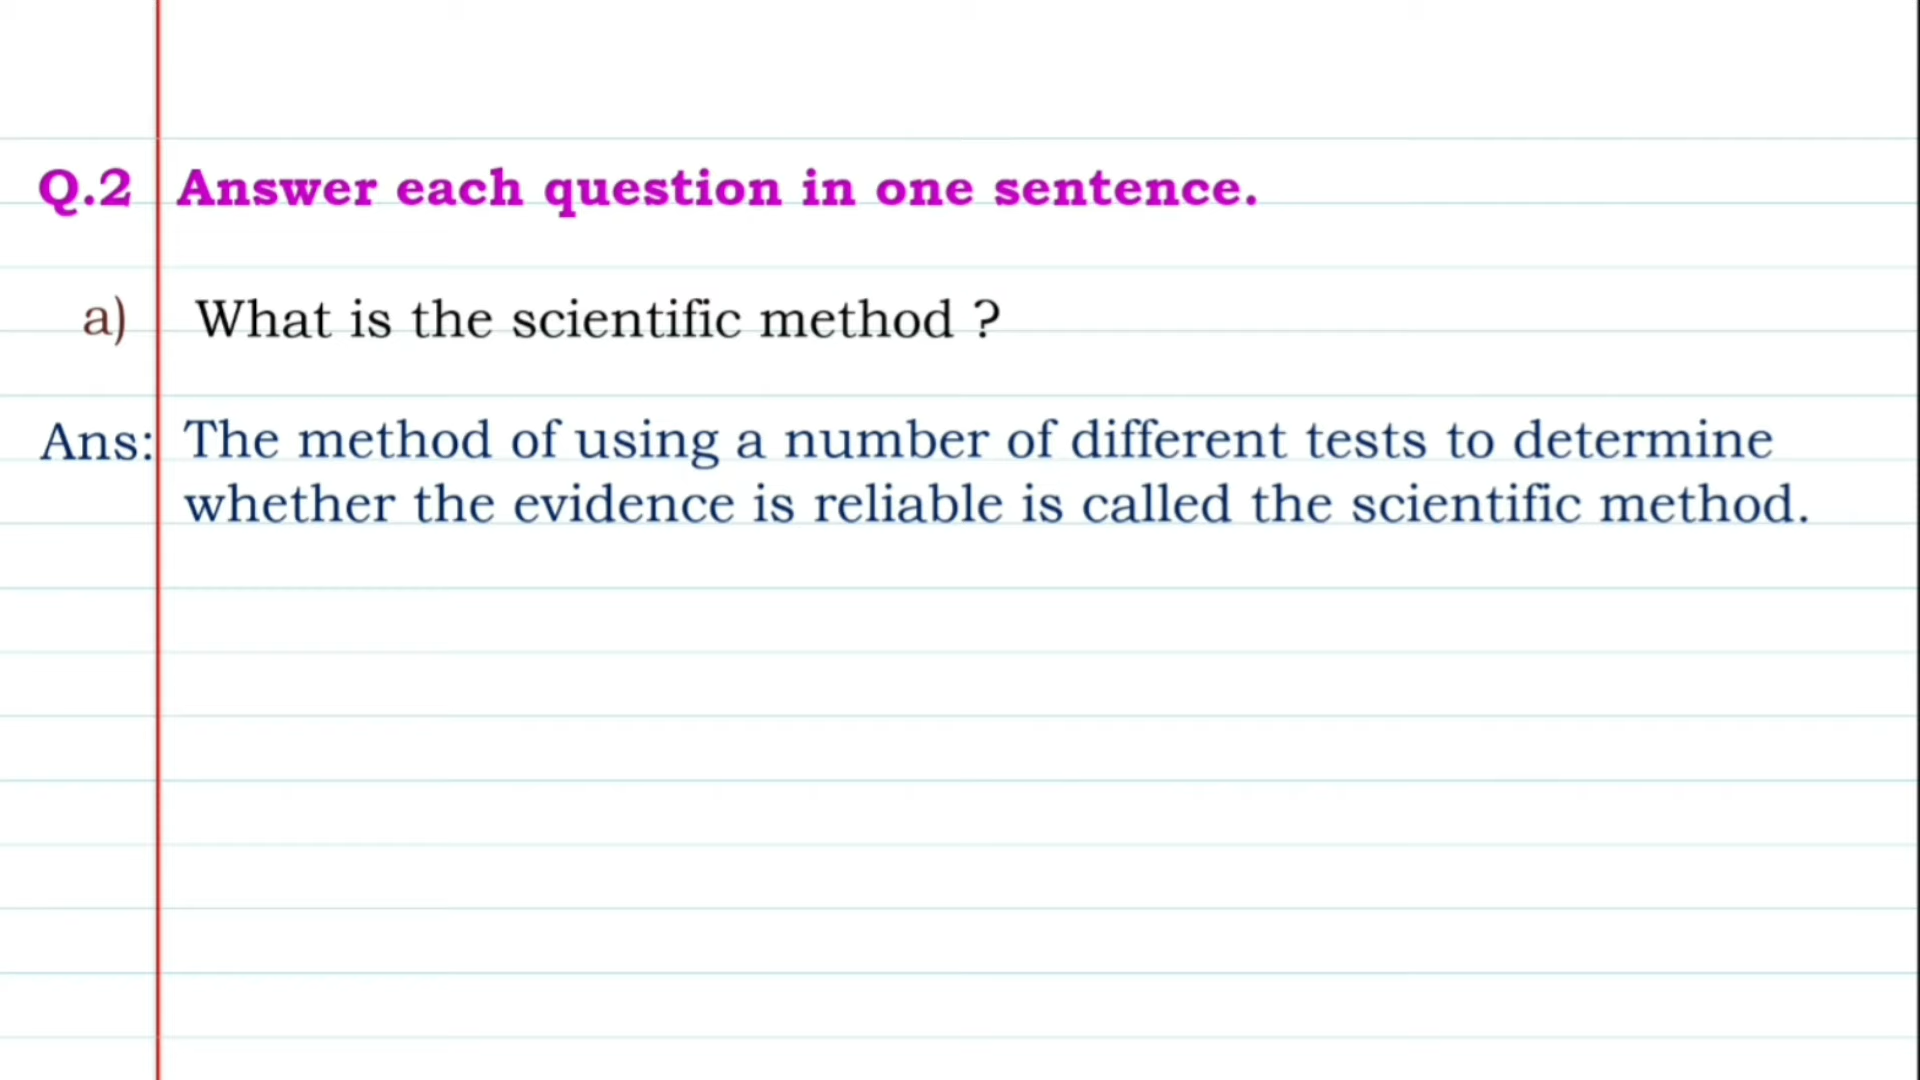 Q.2 Answer each question in one sentence.
a) What is the scientific method ?
Ans: The method of using a number of different tests to determine
whether the evidence is reliable is called the scientific method.